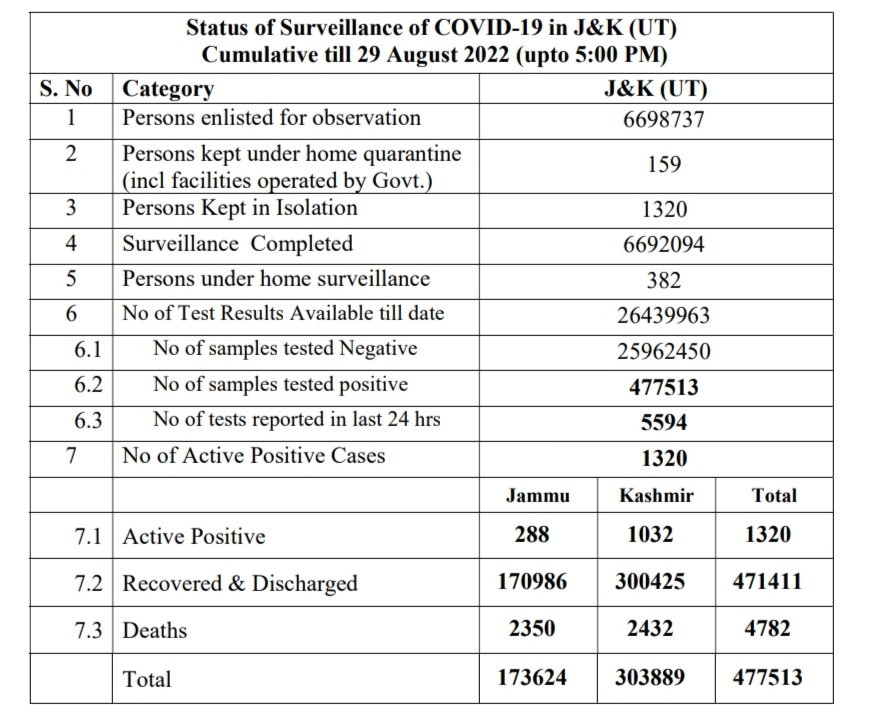 Status of Surveillance of COVID-19 in J&K (UT)
Cumulative till 29 August 2022 (upto 5:00 PM)
S. No Category J&K (UT)
1 Persons enlisted for observation 6698737
2 Persons kept under home quarantine
(incl facilities operated by Govt.) 159
3 Persons Kept in Isolation 1320
4 Surveillance Completed 6692094
5 Persons under home surveillance 382
6 No of Test Results Available till date 26439963
6.1 No of samples tested Negative 25962450
6.2 No of samples tested positive 477513
6.3 No of tests reported in last 24 hrs 5594
7 No of Active Positive Cases 1320
Jammu Kashmir Total
7.1 Active Positive 288 1032 1320
7.2 Recovered & Discharged 170986 300425 471411
7.3 Deaths 2350 2432 4782
Total 173624 303889 477513